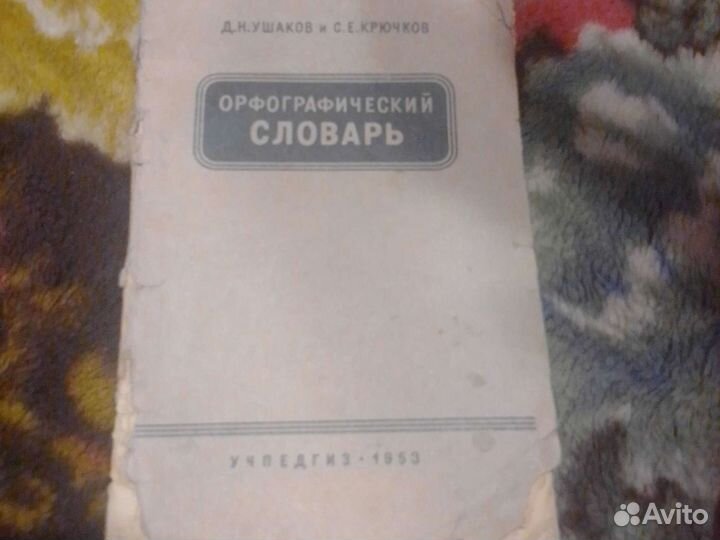 Д.Н.УШАКОВ и С.Е.КРЮЧКОВ
ОРФОГРАФИЧЕСКИЙ
СЛОВАРЬ
УЧПЕДГИЗ · 1953
Avito